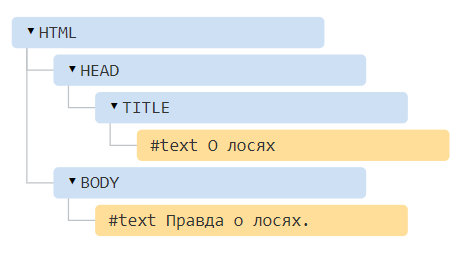 HTML
HEAD
TITLE
#text О лосях
BODY
#text Правда о лосях.